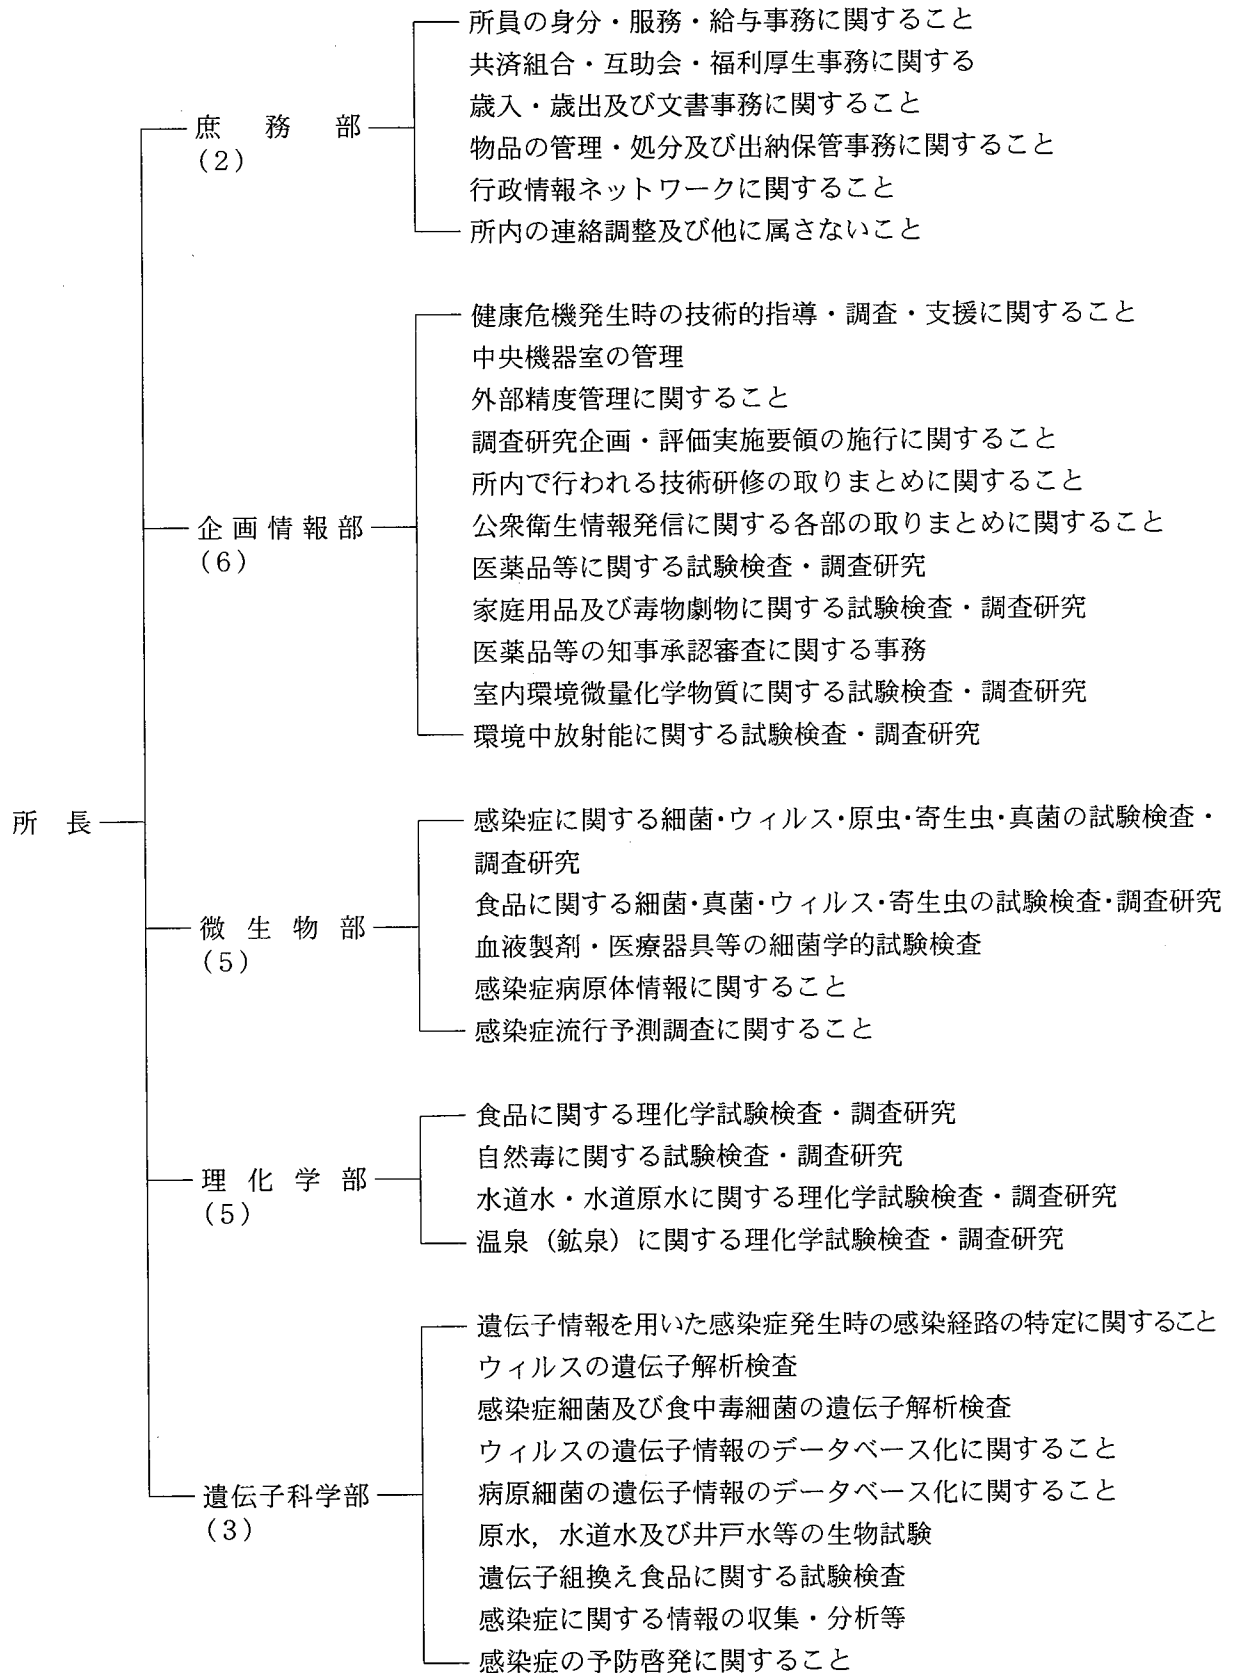 所長
庶務部
(2)
所員の身分・服務・給与事務に関すること
共済組合・互助会・福利厚生事務に関する
歳入・歳出及び文書事務に関すること
物品の管理・処分及び出納保管事務に関すること
行政情報ネットワークに関すること
所内の連絡調整及び他に属さないこと
企画情報部
(6)
健康危機発生時の技術的指導・調査・支援に関すること
中央機器室の管理
外部精度管理に関すること
調査研究企画・評価実施要領の施行に関すること
所内で行われる技術研修の取りまとめに関すること
公衆衛生情報発信に関する各部の取りまとめに関すること
医薬品等に関する試験検査・調査研究
家庭用品及び毒物劇物に関する試験検査・調査研究
医薬品等の知事承認審査に関する事務
室内環境微量化学物質に関する試験検査・調査研究
環境中放射能に関する試験検査・調査研究
微生物部
(5)
感染症に関する細菌・ウィルス・原虫・寄生虫・真菌の試験検査・
調査研究
食品に関する細菌・真菌・ウィルス・寄生虫の試験検査・調査研究
血液製剤・医療器具等の細菌学的試験検査
感染症病原体情報に関すること
感染症流行予測調査に関すること
理化学部
(5)
食品に関する理化学試験検査・調査研究
自然毒に関する試験検査・調査研究
水道水・水道原水に関する理化学試験検査・調査研究
温泉（鉱泉）に関する理化学試験検査・調査研究
遺伝子科学部
(3)
遺伝子情報を用いた感染症発生時の感染経路の特定に関すること
ウィルスの遺伝子解析検査
感染症細菌及び食中毒細菌の遺伝子解析検査
ウィルスの遺伝子情報のデータベース化に関すること
病原細菌の遺伝子情報のデータベース化に関すること
原水，水道水及び井戸水等の生物試験
遺伝子組換え食品に関する試験検査
感染症に関する情報の収集・分析等
感染症の予防啓発に関すること